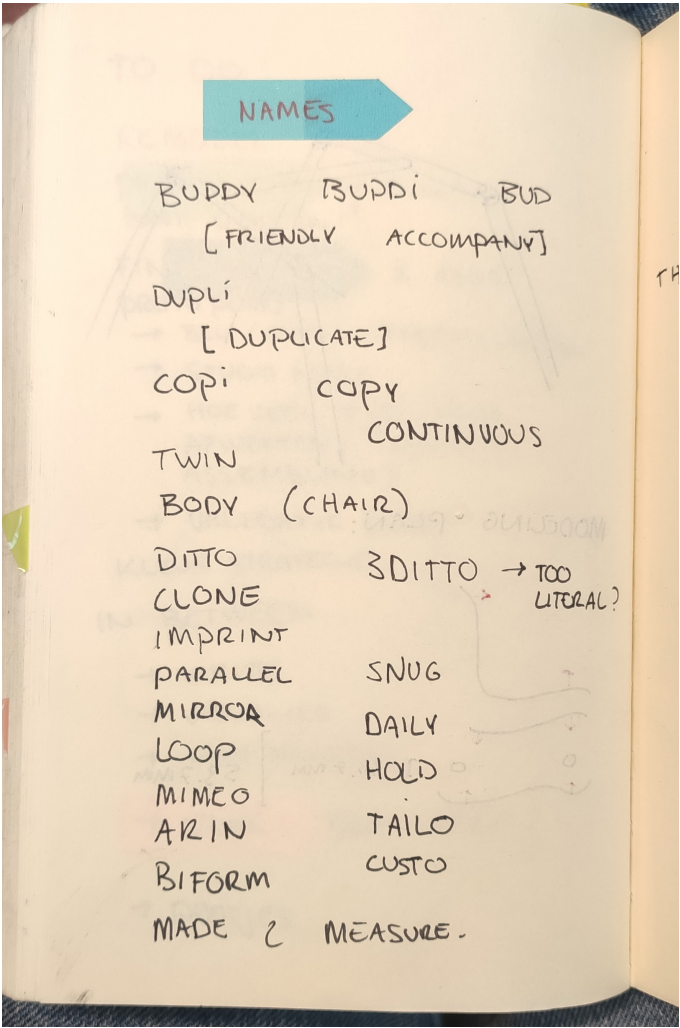 NAMES
BUDDY BUDDi BUD
[FRIENDLY ACCOMPANY]
DUPLi
[DUPLICATE]
COPi COPY
CONTINUOUS
TWIN
BODY (CHAIR)
DITTO 3DITTO → TOO
LITERAL?
CLONE
IMPRINT
PARALLEL SNUG
MIRROR
DAILY
LOOP
HOLD
MIMEO
ARIN TAILO
CUSTO
BIFORM
MADE 2 MEASURE.
TH